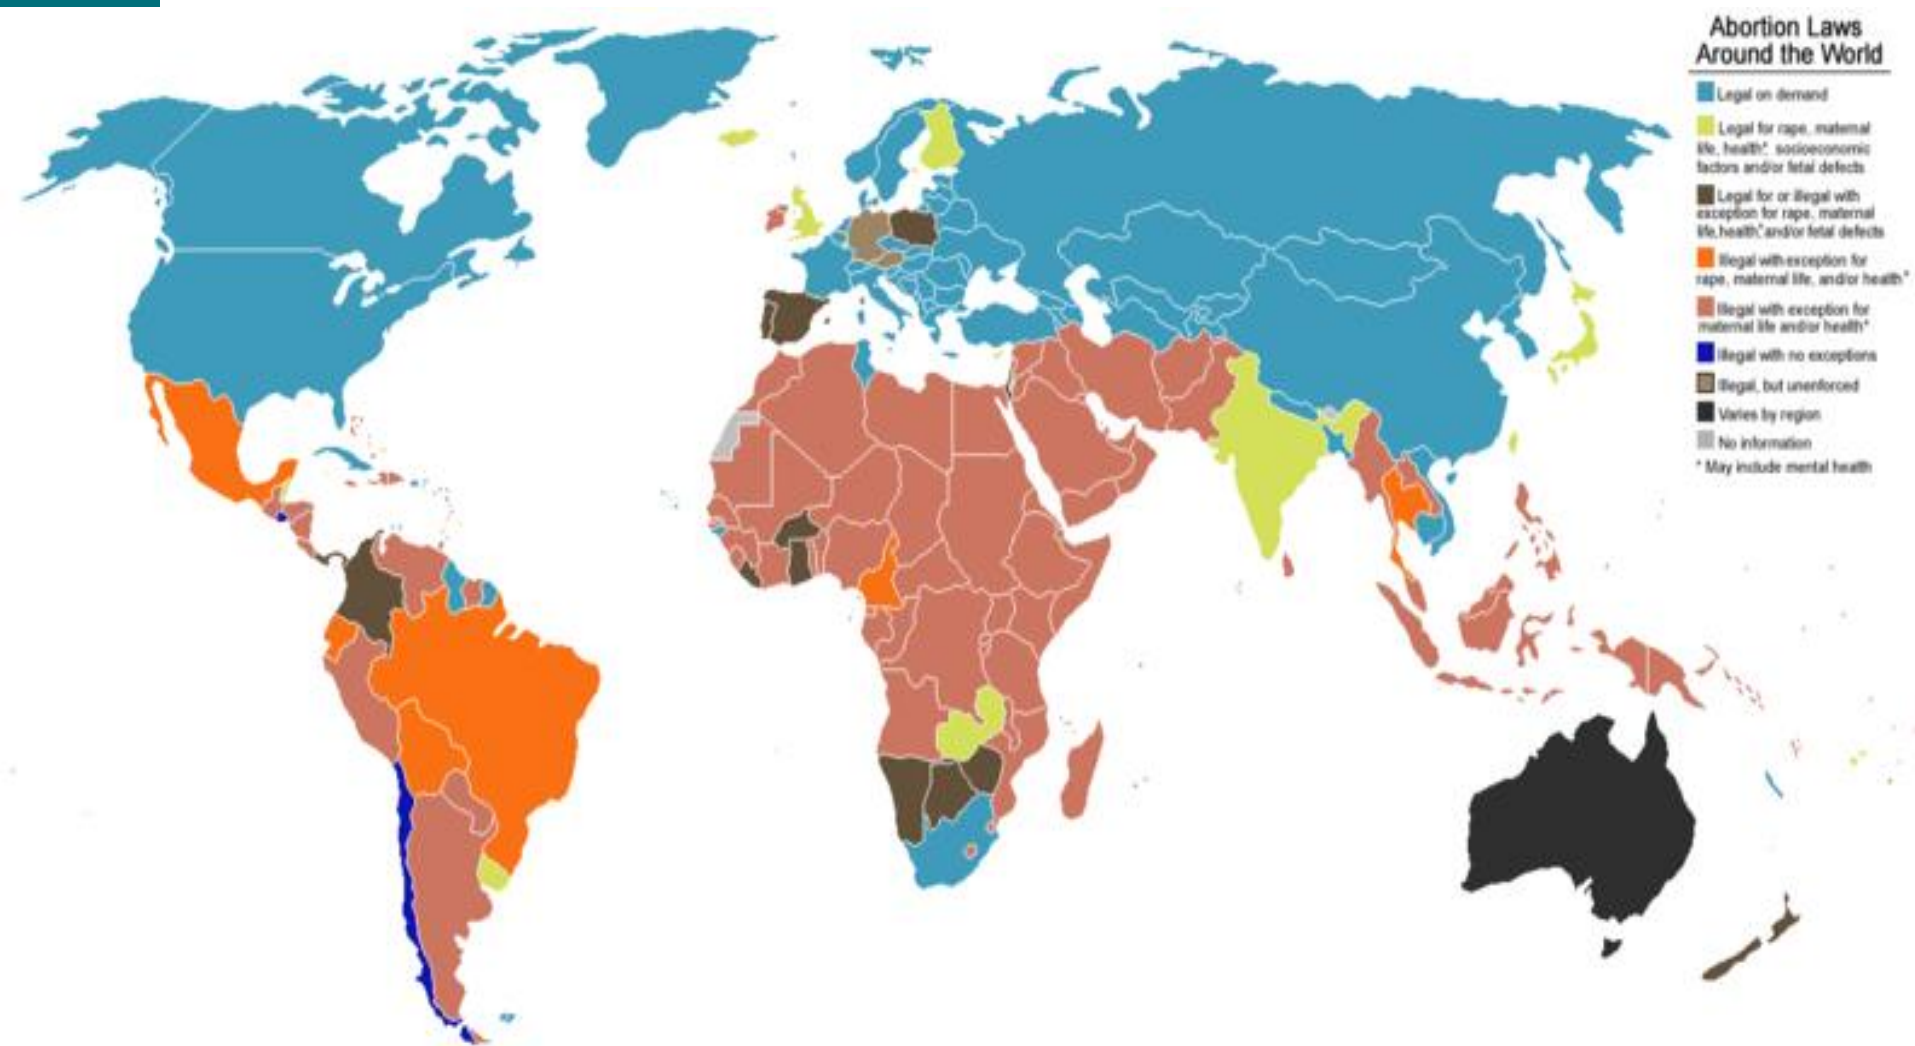 Abortion Laws
Around the World
Legal on demand
Legal for rape, maternal
life, health*, socioeconomic
factors and/or fetal defects
Legal for or illegal with
exception for rape, maternal
life, health,* and/or fetal defects
Illegal with exception for
rape, maternal life, and/or health*
Illegal with exception for
maternal life and/or health*
Illegal with no exceptions
Illegal, but unenforced
Varies by region
No information
* May include mental health